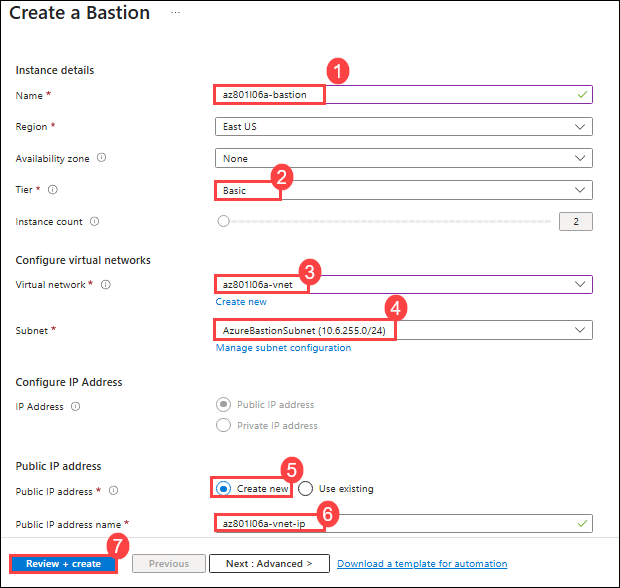 Create a Bastion ...
Instance details
1
Name *
az801l06a-bastion
Region *
East US
Availability zone
None
2
Tier *
Basic
Instance count
2
Configure virtual networks
3
Virtual network *
az801l06a-vnet
Create new
4
Subnet *
AzureBastionSubnet (10.6.255.0/24)
Manage subnet configuration
Configure IP Address
IP Address
Public IP address
Private IP address
Public IP address
5
Public IP address *
Create new
Use existing
6
Public IP address name *
az801l06a-vnet-ip
7
Review + create
Previous
Next : Advanced >
Download a template for automation